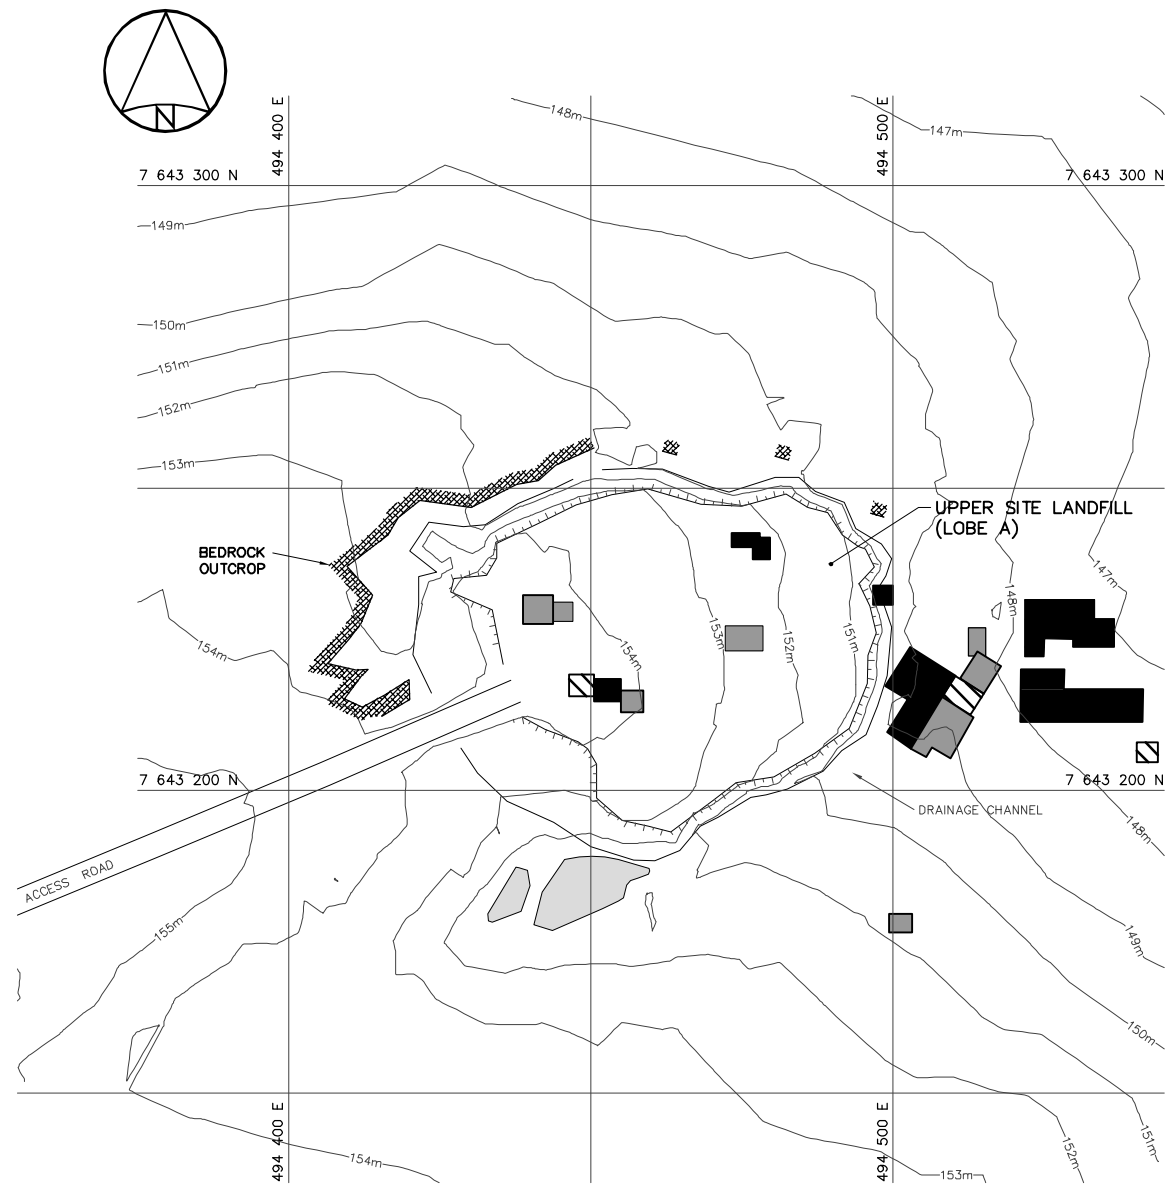 N
494 400 E
494 500 E
148m
147m
7 643 300 N
7 643 300 N
149m
150m
151m
152m
153m
UPPER SITE LANDFILL
(LOBE A)
BEDROCK
OUTCROP
147m
148m
154m
153m
152m
151m
154m
7 643 200 N
7 643 200 N
DRAINAGE CHANNEL
148m
ACCESS ROAD
155m
149m
150m
151m
152m
154m
153m
494 400 E
494 500 E